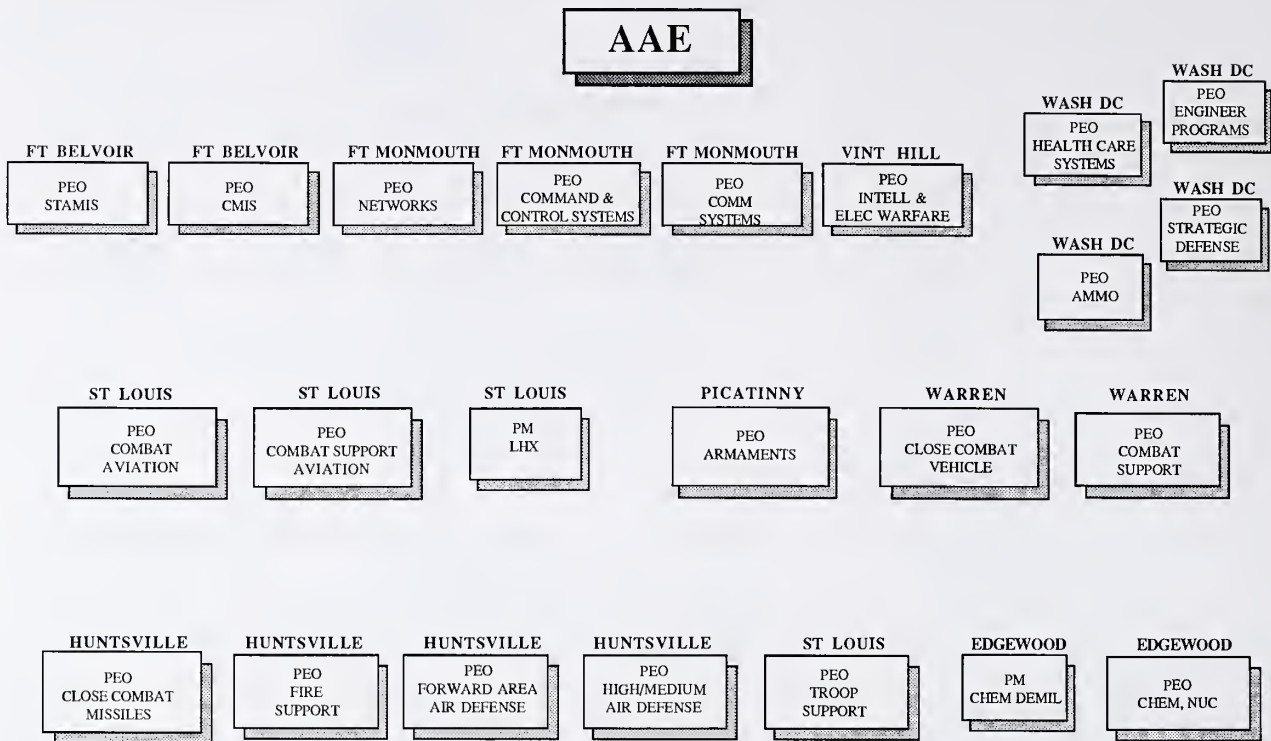 AAE
FT BELVOIR
PEO
STAMIS
FT BELVOIR
PEO
CMIS
FT MONMOUTH
PEO
NETWORKS
FT MONMOUTH
PEO
COMMAND &
CONTROL SYSTEMS
FT MONMOUTH
PEO
COMM
SYSTEMS
VINT HILL
PEO
INTELL &
ELEC WARFARE
WASH DC
PEO
HEALTH CARE
SYSTEMS
WASH DC
PEO
ENGINEER
PROGRAMS
WASH DC
PEO
STRATEGIC
DEFENSE
WASH DC
PEO
AMMO
ST LOUIS
PEO
COMBAT
AVIATION
ST LOUIS
PEO
COMBAT SUPPORT
AVIATION
ST LOUIS
PM
LHX
PICATINNY
PEO
ARMAMENTS
WARREN
PEO
CLOSE COMBAT
VEHICLE
WARREN
PEO
COMBAT
SUPPORT
HUNTSVILLE
PEO
CLOSE COMBAT
MISSILES
HUNTSVILLE
PEO
FIRE
SUPPORT
HUNTSVILLE
PEO
FORWARD AREA
AIR DEFENSE
HUNTSVILLE
PEO
HIGH/MEDIUM
AIR DEFENSE
ST LOUIS
PEO
TROOP
SUPPORT
EDGEWOOD
PM
CHEM DEMIL
EDGEWOOD
PEO
CHEM, NUC